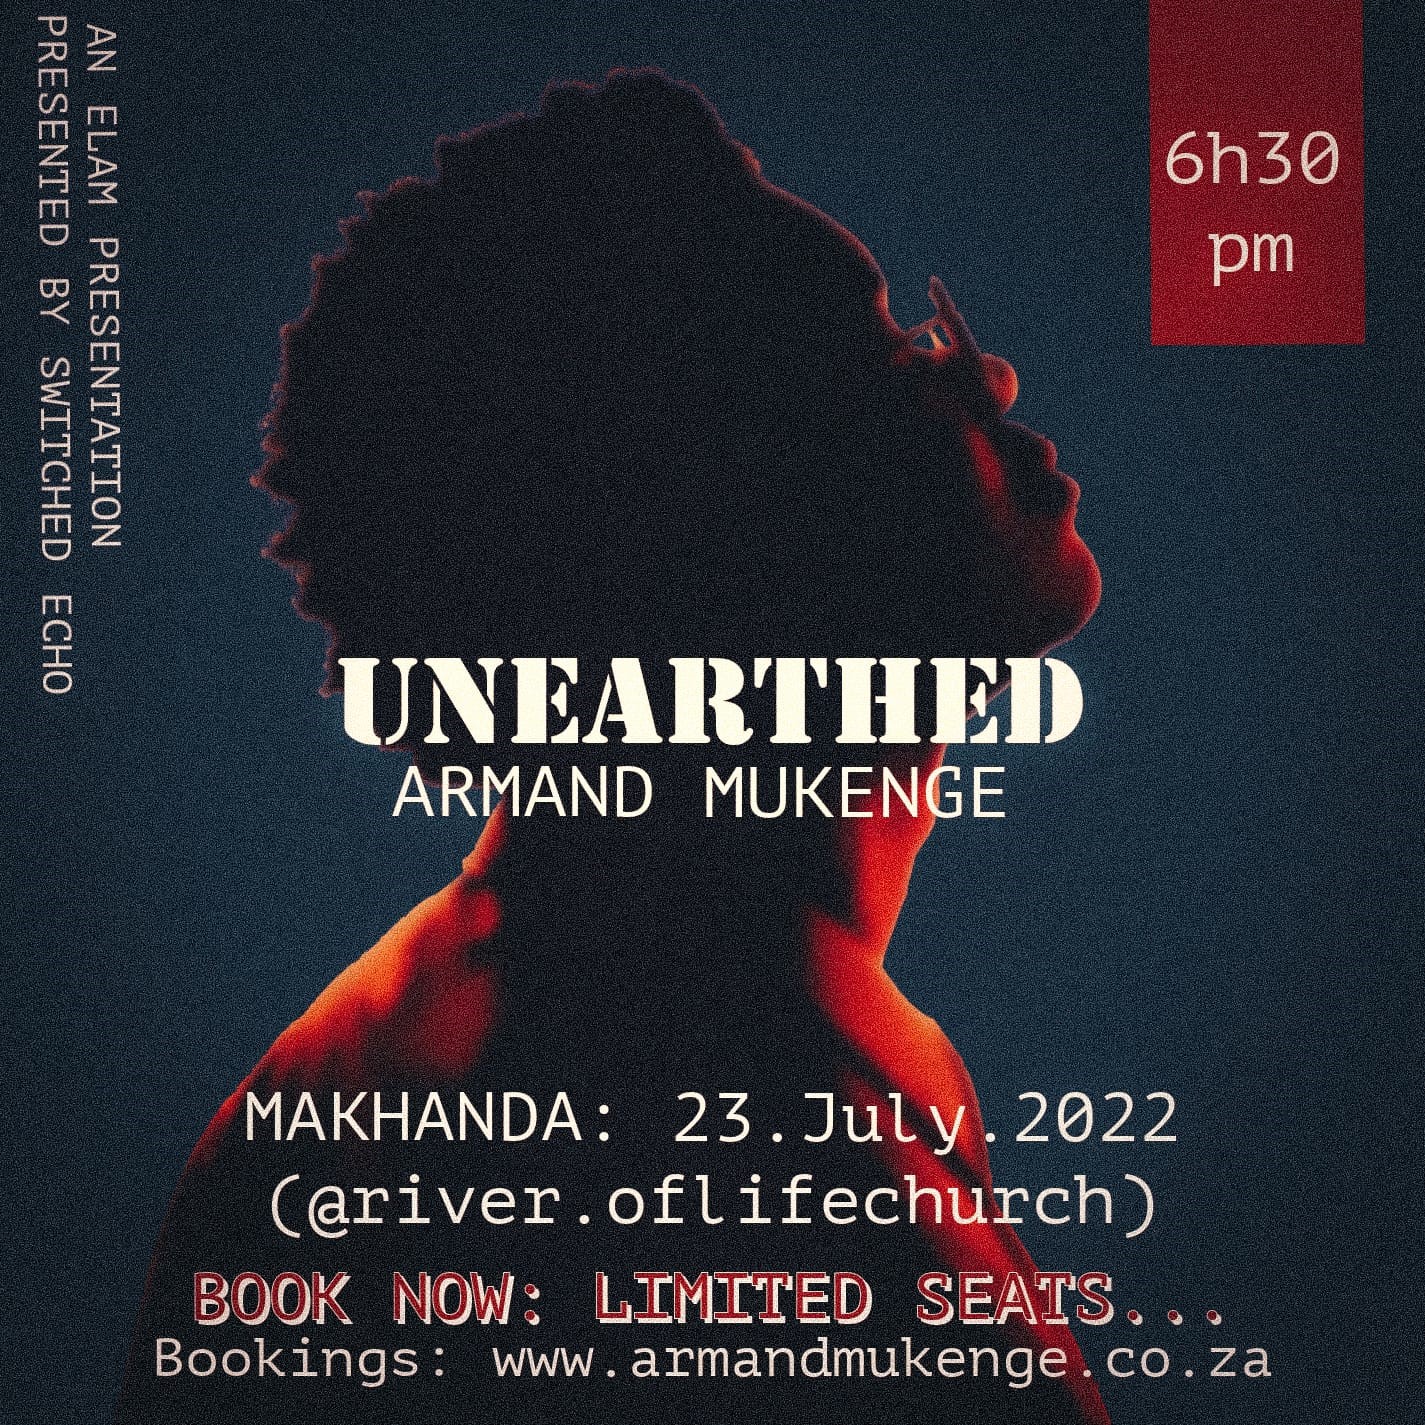 AN ELAM PRESENTATION
PRESENTED BY SWITCHED ECHO
6h30
pm
UNEARTHED
ARMAND MUKENGE
MAKHANDA: 23.July.2022
(@river.oflifechurch)
BOOK NOW: LIMITED SEATS...
Bookings: www.armandmukenge.co.za